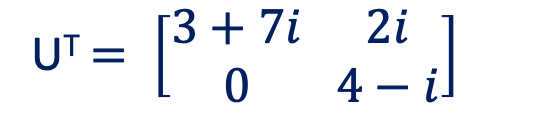 Uᵀ = [3 + 7i 2i
0 4 − i]